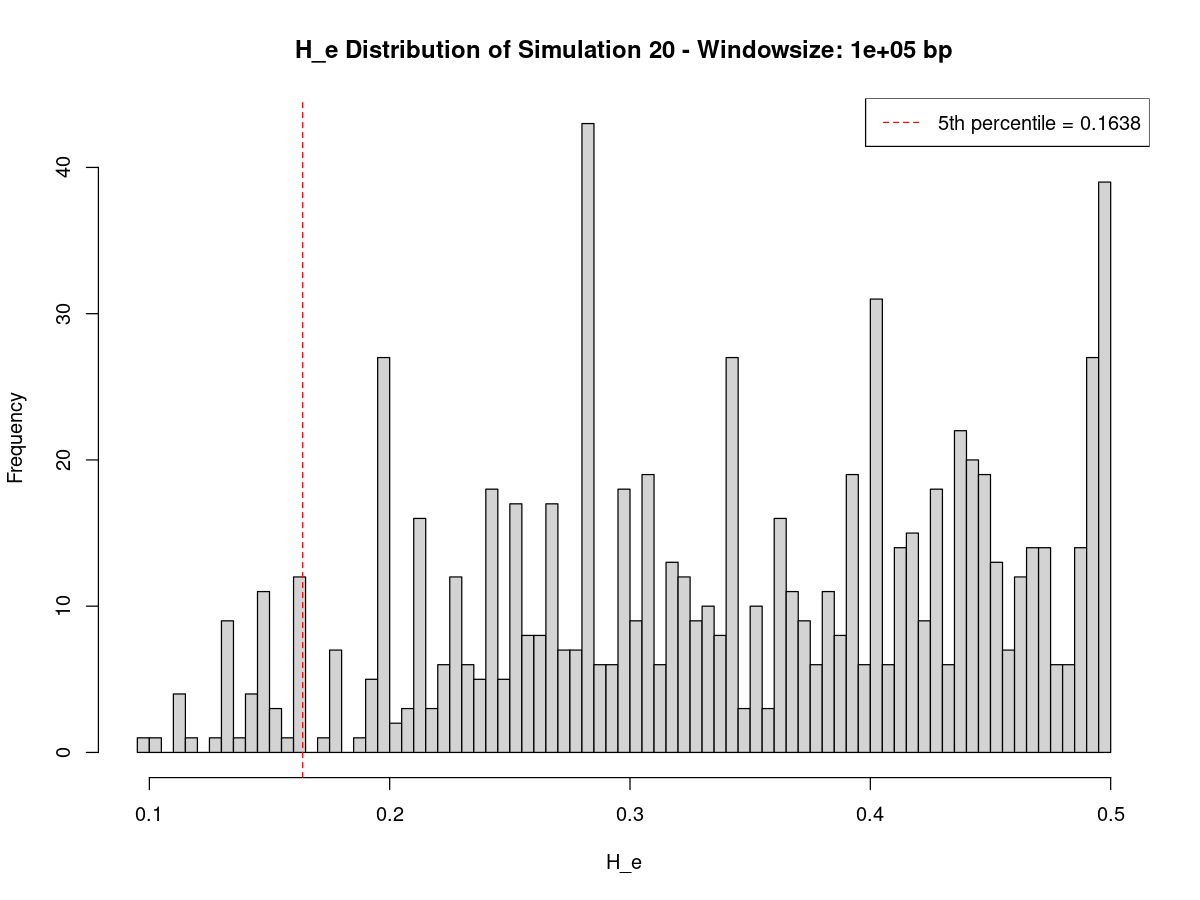 H_e Distribution of Simulation 20 - Windowsize: 1e+05 bp
5th percentile = 0.1638
Frequency
40
30
20
10
0
0.1 0.2 0.3 0.4 0.5
H_e